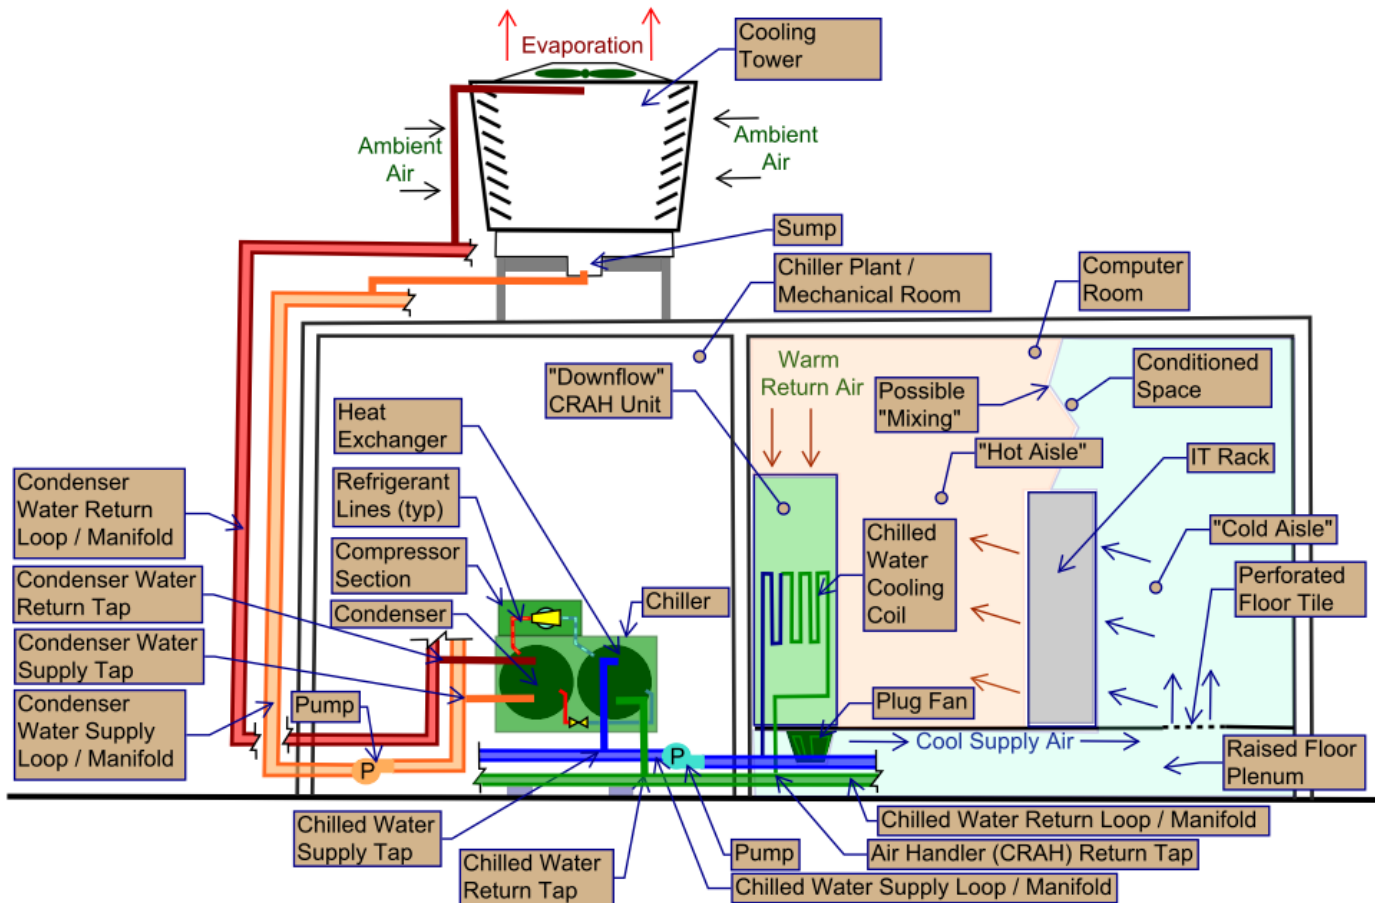 Evaporation
Cooling
Tower
Ambient
Air
Ambient
Air
Sump
Chiller Plant /
Mechanical Room
Computer
Room
Warm
Return Air
"Downflow"
CRAH Unit
Possible
"Mixing"
Conditioned
Space
Heat
Exchanger
"Hot Aisle"
IT Rack
Condenser
Water Return
Loop / Manifold
Refrigerant
Lines (typ)
Chilled
Water
Cooling
Coil
"Cold Aisle"
Compressor
Section
Condenser Water
Return Tap
Condenser
Chiller
Perforated
Floor Tile
Condenser Water
Supply Tap
Condenser
Water Supply
Loop / Manifold
Pump
Plug Fan
P
P
Cool Supply Air
Raised Floor
Plenum
Chilled Water
Supply Tap
Chilled Water Return Loop / Manifold
Chilled Water
Return Tap
Pump
Air Handler (CRAH) Return Tap
Chilled Water Supply Loop / Manifold